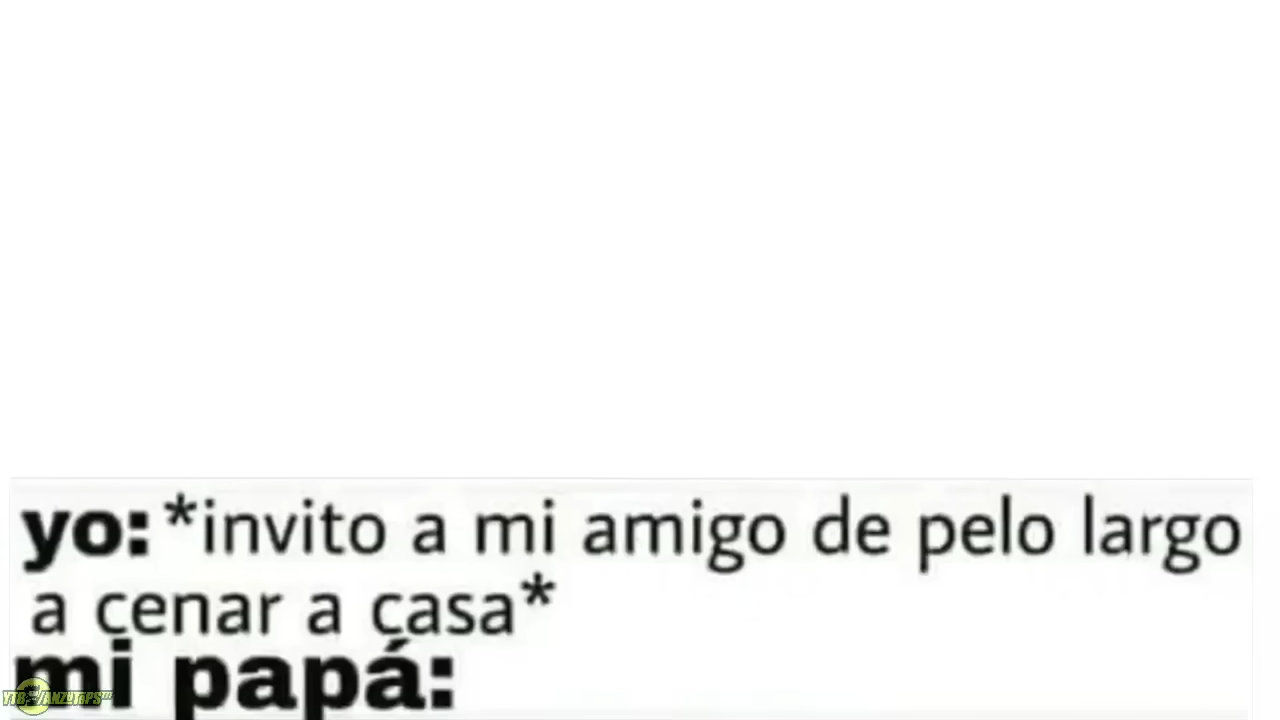 yo: *invito a mi amigo de pelo largo
a cenar a casa*
mi papá: